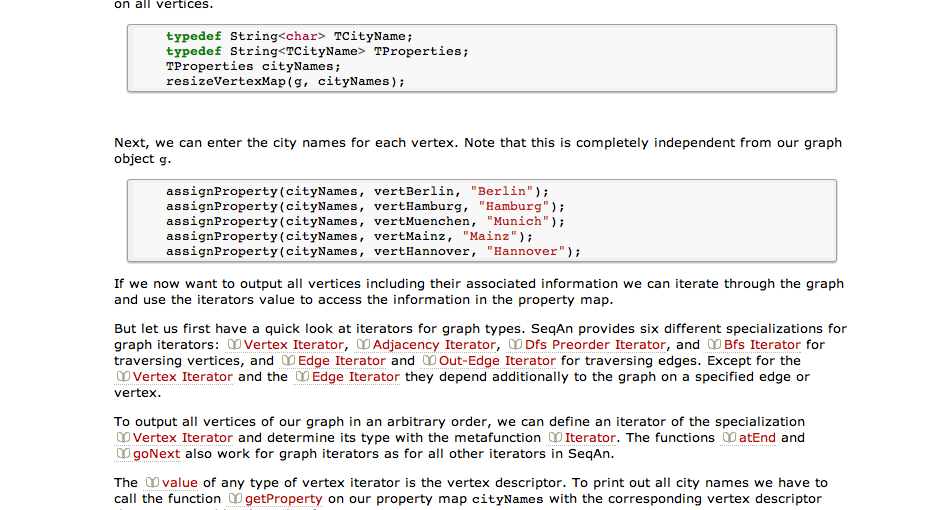 on all vertices.
typedef String<char> TCityName;
typedef String<TCityName> TProperties;
TProperties cityNames;
resizeVertexMap(g, cityNames);
Next, we can enter the city names for each vertex. Note that this is completely independent from our graph
object g.
assignProperty(cityNames, vertBerlin, "Berlin");
assignProperty(cityNames, vertHamburg, "Hamburg");
assignProperty(cityNames, vertMuenchen, "Munich");
assignProperty(cityNames, vertMainz, "Mainz");
assignProperty(cityNames, vertHannover, "Hannover");
If we now want to output all vertices including their associated information we can iterate through the graph
and use the iterators value to access the information in the property map.
But let us first have a quick look at iterators for graph types. SeqAn provides six different specializations for
graph iterators: Vertex Iterator, Adjacency Iterator, Dfs Preorder Iterator, and Bfs Iterator for
traversing vertices, and Edge Iterator and Out-Edge Iterator for traversing edges. Except for the
Vertex Iterator and the Edge Iterator they depend additionally to the graph on a specified edge or
vertex.
To output all vertices of our graph in an arbitrary order, we can define an iterator of the specialization
Vertex Iterator and determine its type with the metafunction Iterator. The functions atEnd and
goNext also work for graph iterators as for all other iterators in SeqAn.
The value of any type of vertex iterator is the vertex descriptor. To print out all city names we have to
call the function getProperty on our property map cityNames with the corresponding vertex descriptor